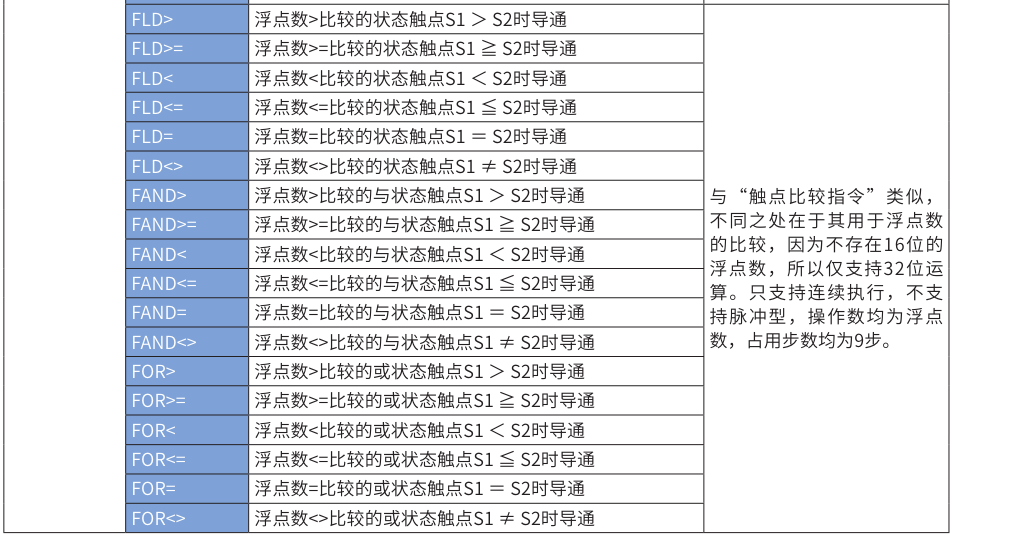 FLD> 浮点数>比较的状态触点S1 > S2时导通
FLD>= 浮点数>=比较的状态触点S1 ≧ S2时导通
FLD< 浮点数<比较的状态触点S1 < S2时导通
FLD<= 浮点数<=比较的状态触点S1 ≦ S2时导通
FLD= 浮点数=比较的状态触点S1 = S2时导通
FLD<> 浮点数<>比较的状态触点S1 ≠ S2时导通
FAND> 浮点数>比较的与状态触点S1 > S2时导通
FAND>= 浮点数>=比较的与状态触点S1 ≧ S2时导通
FAND< 浮点数<比较的与状态触点S1 < S2时导通
FAND<= 浮点数<=比较的与状态触点S1 ≦ S2时导通
FAND= 浮点数=比较的与状态触点S1 = S2时导通
FAND<> 浮点数<>比较的与状态触点S1 ≠ S2时导通
FOR> 浮点数>比较的或状态触点S1 > S2时导通
FOR>= 浮点数>=比较的或状态触点S1 ≧ S2时导通
FOR< 浮点数<比较的或状态触点S1 < S2时导通
FOR<= 浮点数<=比较的或状态触点S1 ≦ S2时导通
FOR= 浮点数=比较的或状态触点S1 = S2时导通
FOR<> 浮点数<>比较的或状态触点S1 ≠ S2时导通
与“触点比较指令”类似，
不同之处在于其用于浮点数
的比较，因为不存在16位的
浮点数，所以仅支持32位运
算。只支持连续执行，不支
持脉冲型，操作数均为浮点
数，占用步数均为9步。